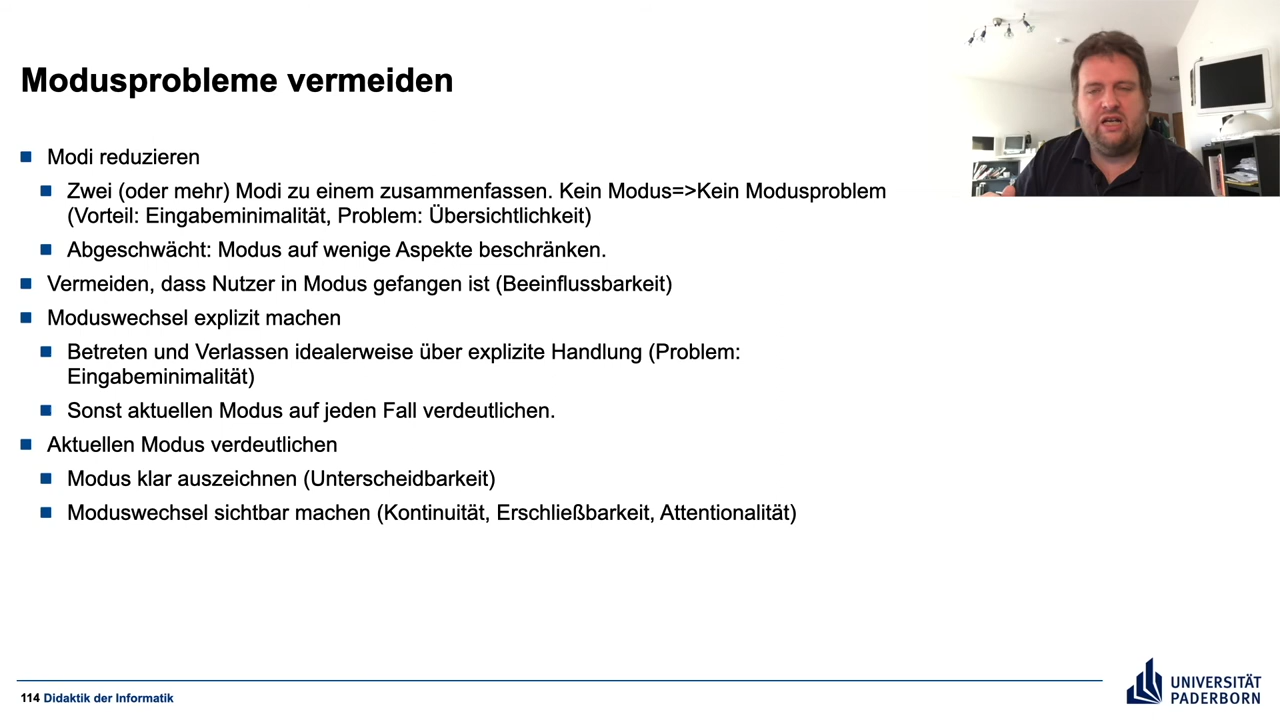 Modusprobleme vermeiden
Modi reduzieren
Zwei (oder mehr) Modi zu einem zusammenfassen. Kein Modus=>Kein Modusproblem
(Vorteil: Eingabeminimalität, Problem: Übersichtlichkeit)
Abgeschwächt: Modus auf wenige Aspekte beschränken.
Vermeiden, dass Nutzer in Modus gefangen ist (Beeinflussbarkeit)
Moduswechsel explizit machen
Betreten und Verlassen idealerweise über explizite Handlung (Problem:
Eingabeminimalität)
Sonst aktuellen Modus auf jeden Fall verdeutlichen.
Aktuellen Modus verdeutlichen
Modus klar auszeichnen (Unterscheidbarkeit)
Moduswechsel sichtbar machen (Kontinuität, Erschließbarkeit, Attentionalität)
114 Didaktik der Informatik
UNIVERSITÄT
PADERBORN